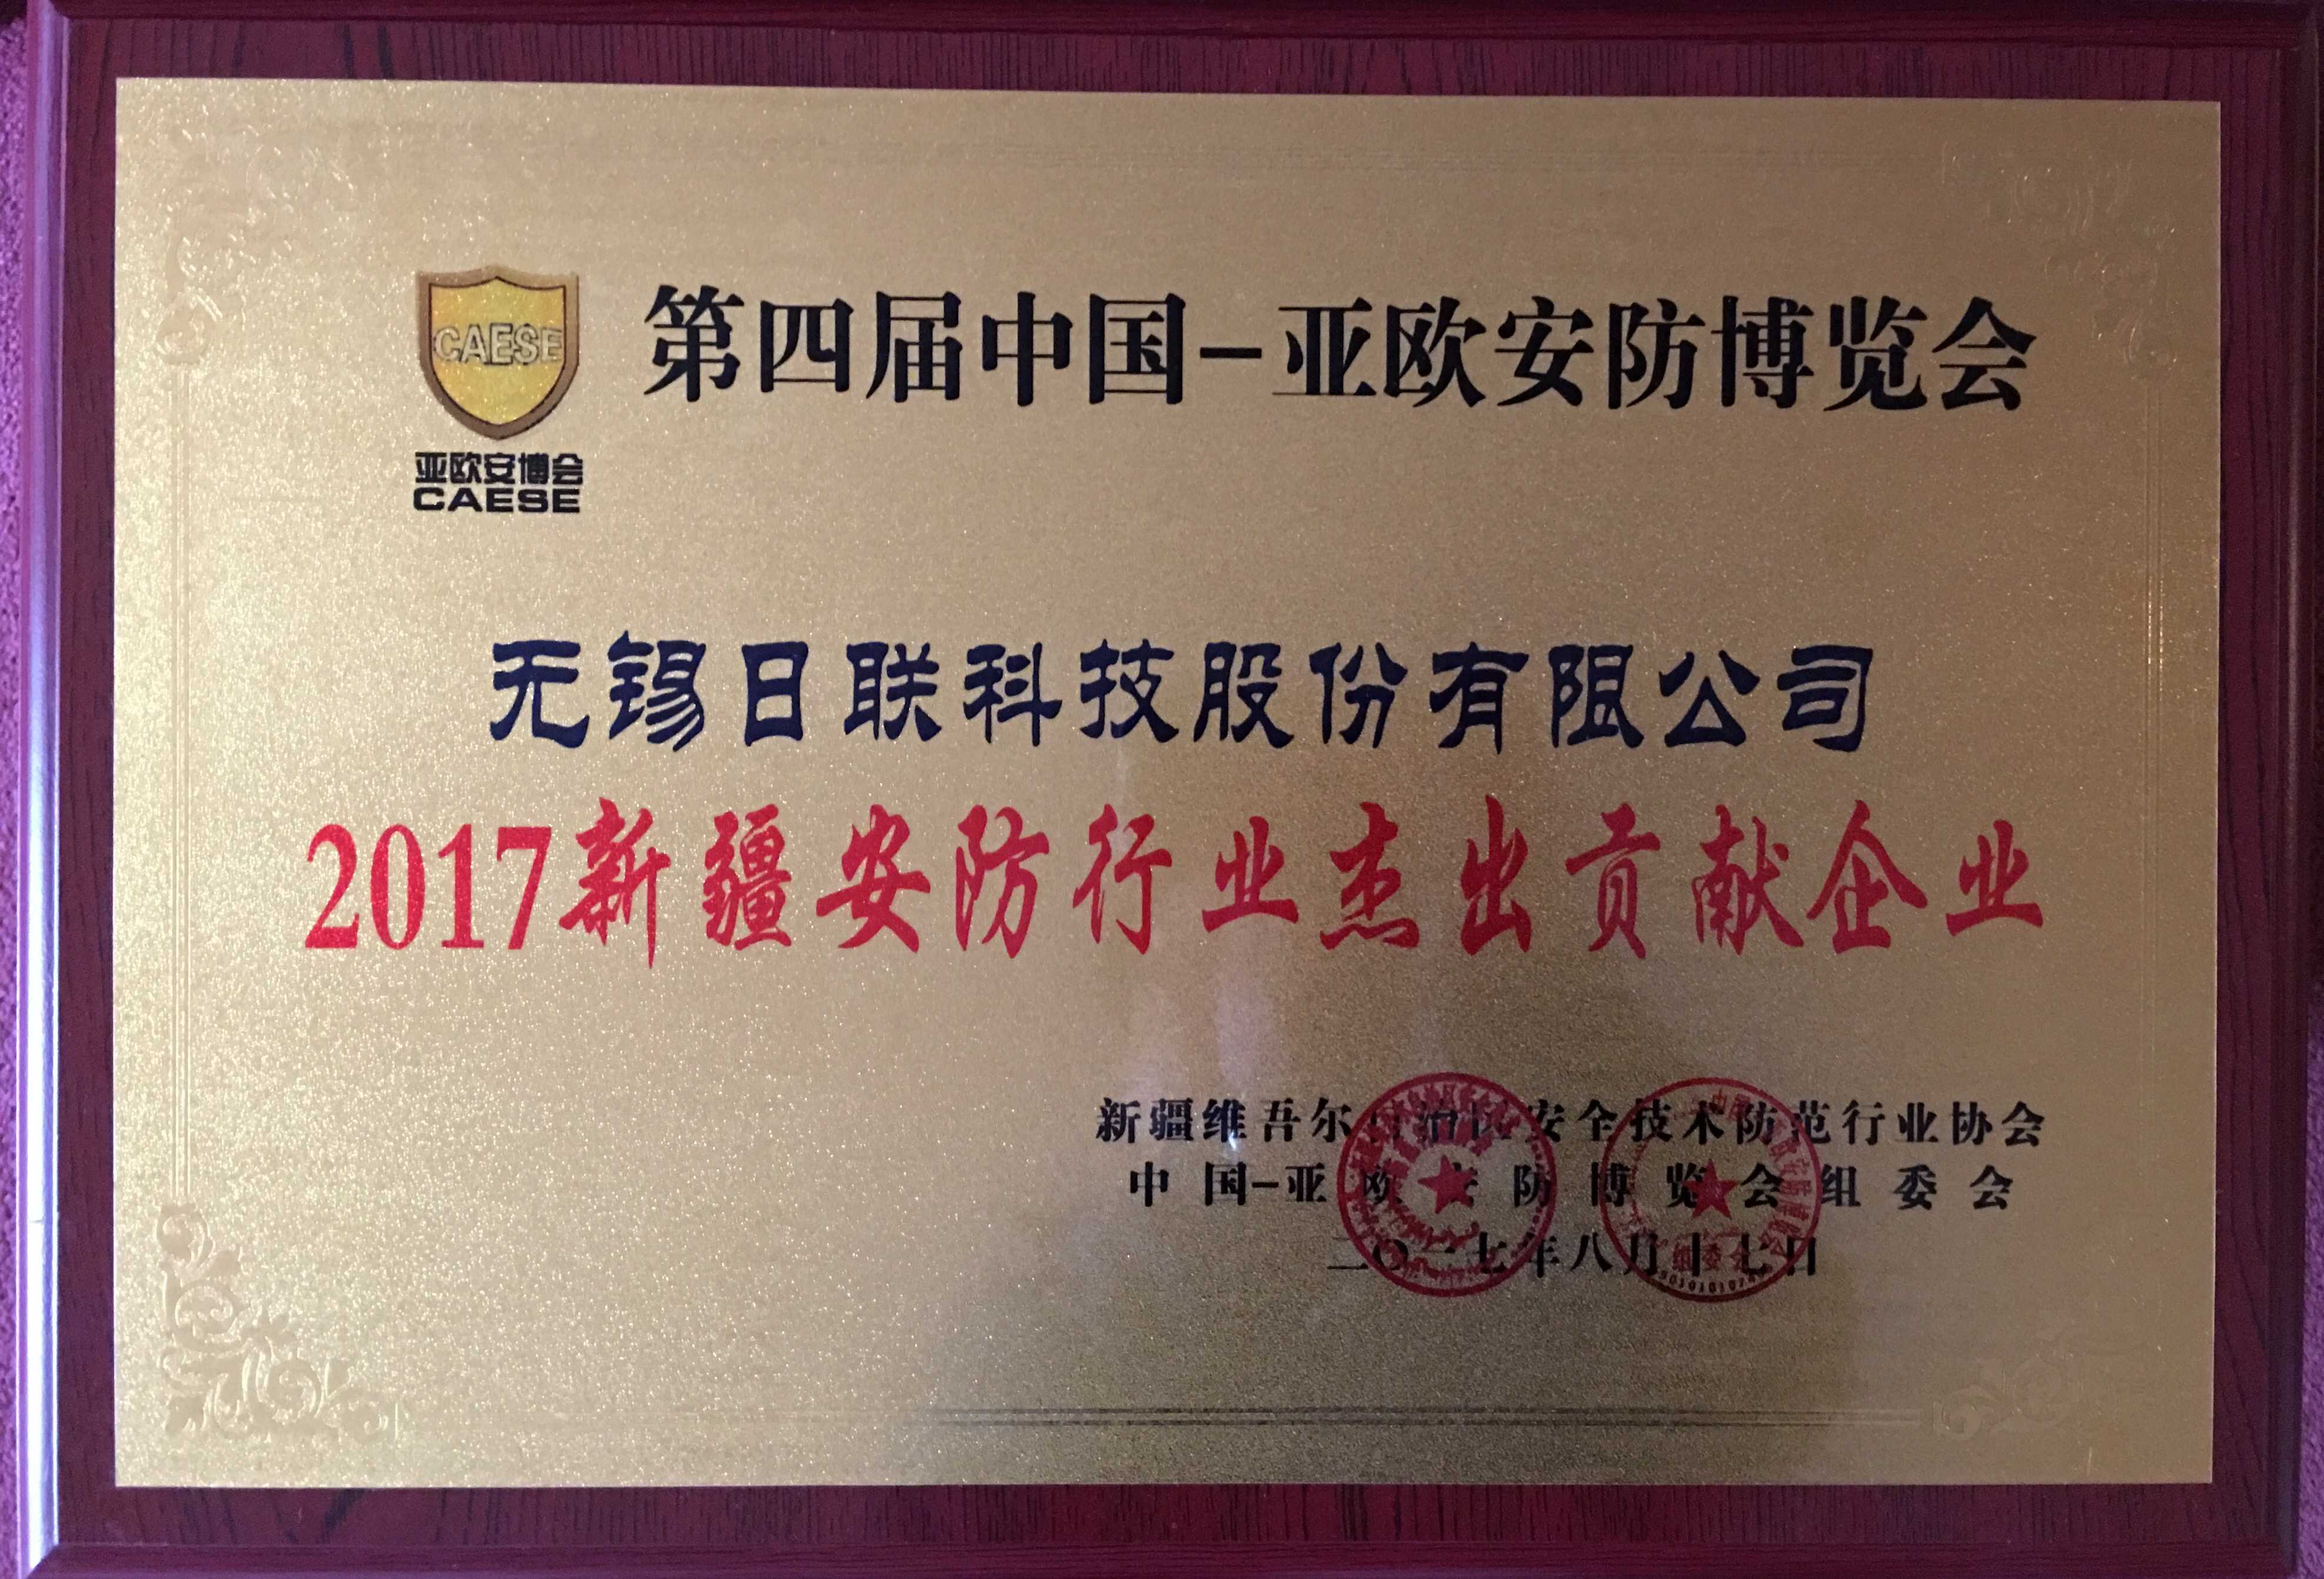 CAESE
第四届中国-亚欧安防博览会
亚欧安博会
CAESE
无锡日联科技股份有限公司
2017新疆安防行业杰出贡献企业
新疆维吾尔自治区安全技术防范行业协会
中国-亚欧安防博览会组委会
二〇一七年八月十七日
组委会